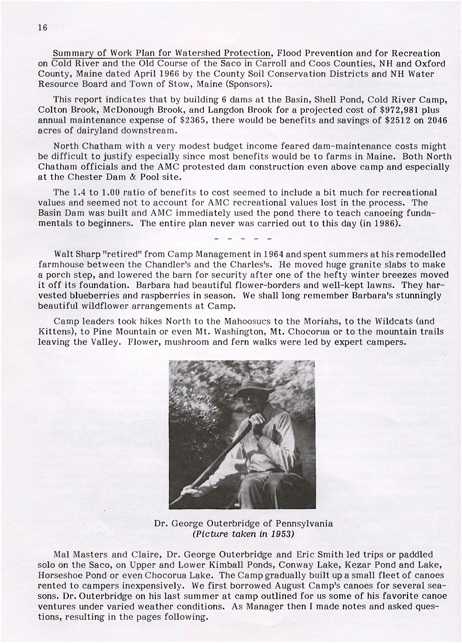 16
Summary of Work Plan for Watershed Protection, Flood Prevention and for Recreation
on Cold River and the Old Course of the Saco in Carroll and Coos Counties, NH and Oxford
County, Maine dated April 1966 by the County Soil Conservation Districts and NH Water
Resource Board and Town of Stow, Maine (Sponsors).
This report indicates that by building 6 dams at the Basin, Shell Pond, Cold River Camp,
Colton Brook, McDonough Brook, and Langdon Brook for a projected cost of $972,981 plus
annual maintenance expense of $2365, there would be benefits and savings of $2512 on 2046
acres of dairyland downstream.
North Chatham with a very modest budget income feared dam-maintenance costs might
be difficult to justify especially since most benefits would be to farms in Maine. Both North
Chatham officials and the AMC protested dam construction even above camp and especially
at the Chester Dam & Pool site.
The 1.4 to 1.00 ratio of benefits to cost seemed to include a bit much for recreational
values and seemed not to account for AMC recreational values lost in the process. The
Basin Dam was built and AMC immediately used the pond there to teach canoeing funda-
mentals to beginners. The entire plan never was carried out to this day (in 1986).
- - - - -
Walt Sharp "retired" from Camp Management in 1964 and spent summers at his remodelled
farmhouse between the Chandler's and the Charles's. He moved huge granite slabs to make
a porch step, and lowered the barn for security after one of the hefty winter breezes moved
it off its foundation. Barbara had beautiful flower-borders and well-kept lawns. They har-
vested blueberries and raspberries in season. We shall long remember Barbara's stunningly
beautiful wildflower arrangements at Camp.
Camp leaders took hikes North to the Mahoosucs to the Moriahs, to the Wildcats (and
Kittens), to Pine Mountain or even Mt. Washington, Mt. Chocorua or to the mountain trails
leaving the Valley. Flower, mushroom and fern walks were led by expert campers.
Dr. George Outerbridge of Pennsylvania
(Picture taken in 1953)
Mal Masters and Claire, Dr. George Outerbridge and Eric Smith led trips or paddled
solo on the Saco, on Upper and Lower Kimball Ponds, Conway Lake, Kezar Pond and Lake,
Horseshoe Pond or even Chocorua Lake. The Camp gradually built up a small fleet of canoes
rented to campers inexpensively. We first borrowed August Camp's canoes for several sea-
sons. Dr. Outerbridge on his last summer at camp outlined for us some of his favorite canoe
ventures under varied weather conditions. As Manager then I made notes and asked ques-
tions, resulting in the pages following.